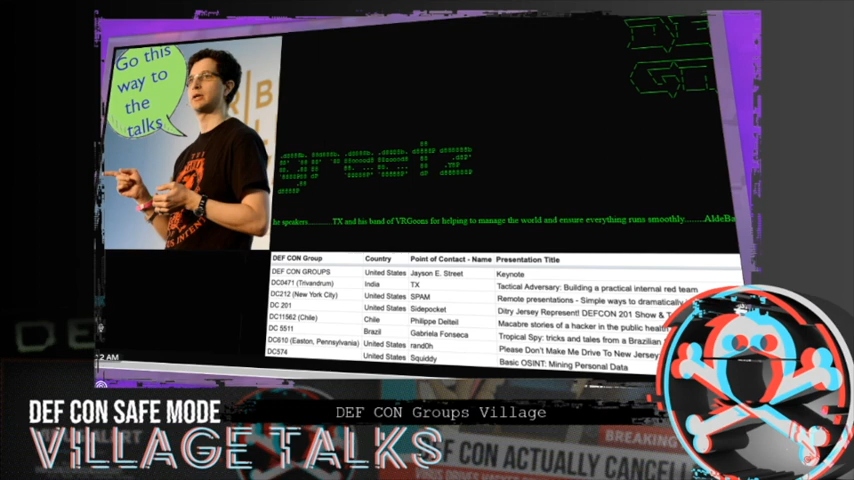 Go this
way to
the
talks
greetz
he speakers...........TX and his band of VRGoons for helping to manage the world and ensure everything runs smoothly........AldeBa
DEF CON Group Country Point of Contact - Name Presentation Title
DEF CON GROUPS United States Jayson E. Street Keynote
DC0471 (Trivandrum) India TX Tactical Adversary: Building a practical internal red team
DC212 (New York City) United States SPAM Remote presentations - Simple ways to dramatically
DC 201 United States Sidepocket Ditry Jersey Represent! DEFCON 201 Show & T
DC11562 (Chile) Chile Philippe Delteil Macabre stories of a hacker in the public health
DC 5511 Brazil Gabriela Fonseca Tropical Spy: tricks and tales from a Brazilian
DC610 (Easton, Pennsylvania) United States rand0h Please Don't Make Me Drive To New Jersey
DC574 United States Squiddy Basic OSINT: Mining Personal Data
12 AM
DEF CON SAFE MODE
DEF CON Groups Village
VILLAGE TALKS
BREAKING
F CON ACTUALLY CANCELL